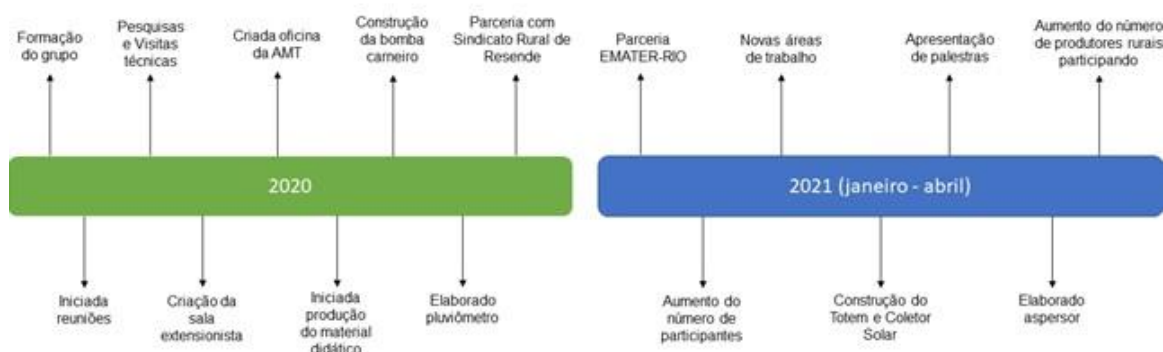 Formação
do grupo
Pesquisas
e Visitas
técnicas
Criada oficina
da AMT
Construção
da bomba
carneiro
Parceria com
Sindicato Rural de
Resende
Parceria
EMATER-RIO
Novas áreas
de trabalho
Apresentação
de palestras
Aumento do número
de produtores rurais
participando
2020
2021 (janeiro - abril)
Iniciada
reuniões
Criação da
sala
extensionista
Iniciada
produção
do material
didático
Elaborado
pluviômetro
Aumento do
número de
participantes
Construção do
Totem e Coletor
Solar
Elaborado
aspersor